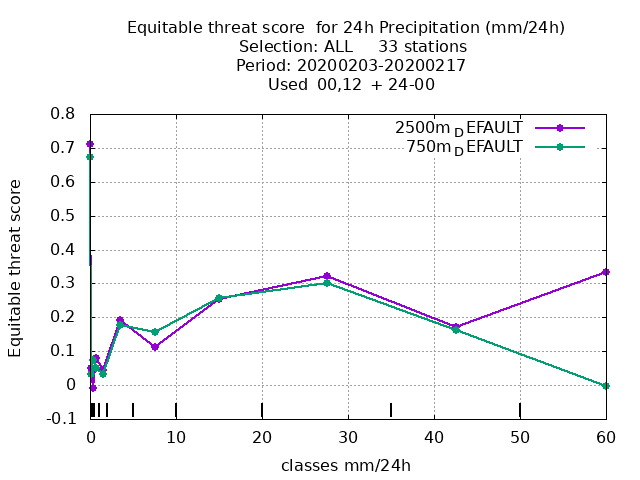 Equitable threat score for 24h Precipitation (mm/24h)
Selection: ALL 33 stations
Period: 20200203-20200217
Used 00,12 + 24-00
2500m_DEFAULT
750m_DEFAULT
Equitable threat score
0.8
0.7
0.6
0.5
0.4
0.3
0.2
0.1
0
-0.1
0 10 20 30 40 50 60
classes mm/24h